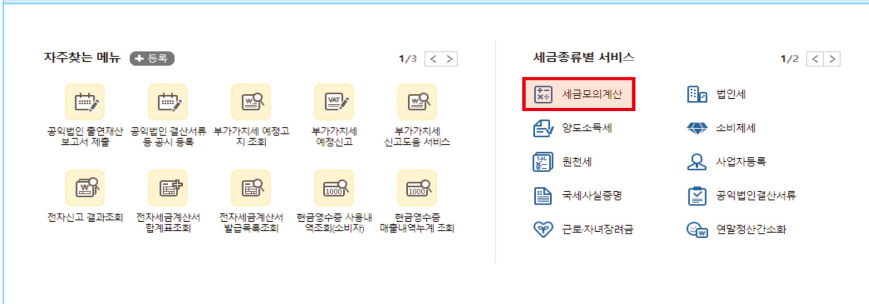 자주찾는 메뉴
+ 등록
1/3 < >
공익법인 출연재산
보고서 제출
공익법인 결산서류
등 공시 등록
부가가치세 예정고
지 조회
VAT
부가가치세
예정신고
부가가치세
신고도움 서비스
전자신고 결과조회
전자세금계산서
합계표조회
전자세금계산서
발급목록조회
1000
현금영수증 사용내
역조회(소비자)
1000
현금영수증
매출내역누계 조회
세금종류별 서비스
1/2 < >
세금모의계산
법인세
양도소득세
소비제세
원천세
사업자등록
국세사실증명
공익법인결산서류
근로·자녀장려금
연말정산간소화